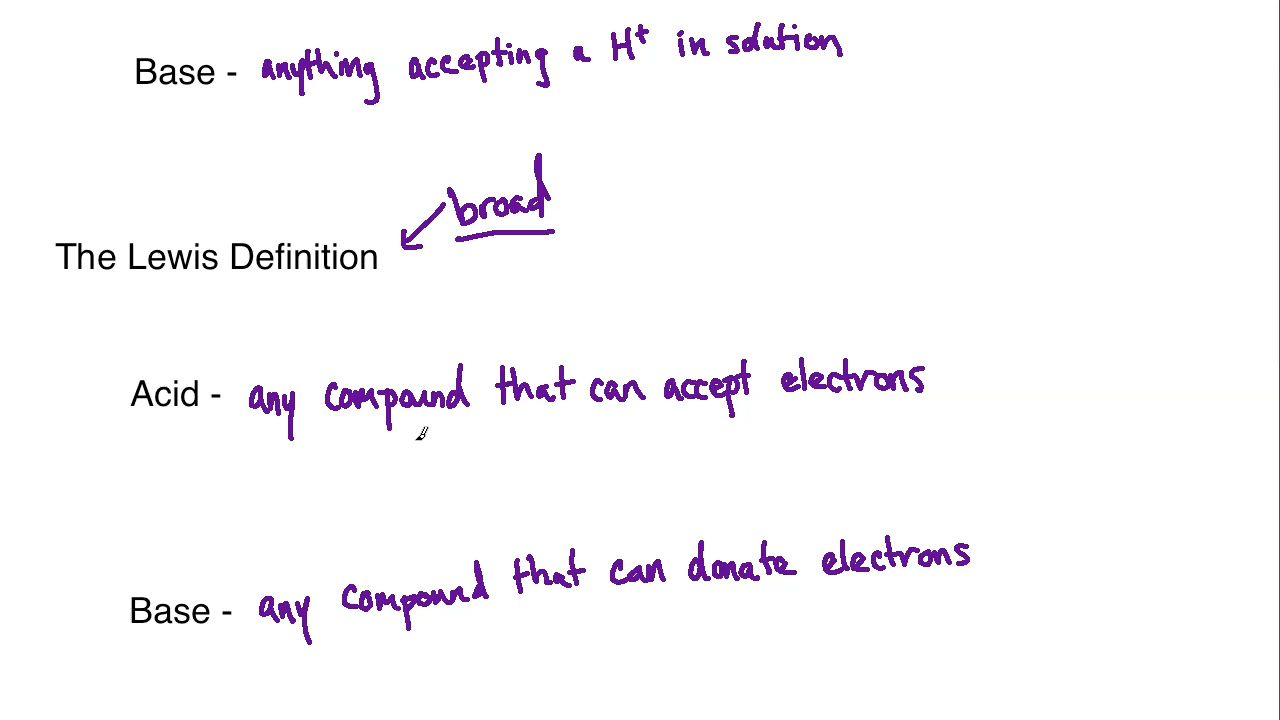 Base - anything accepting a H+ in solution
broad
The Lewis Definition
Acid - any compound that can accept electrons
Base - any compound that can donate electrons